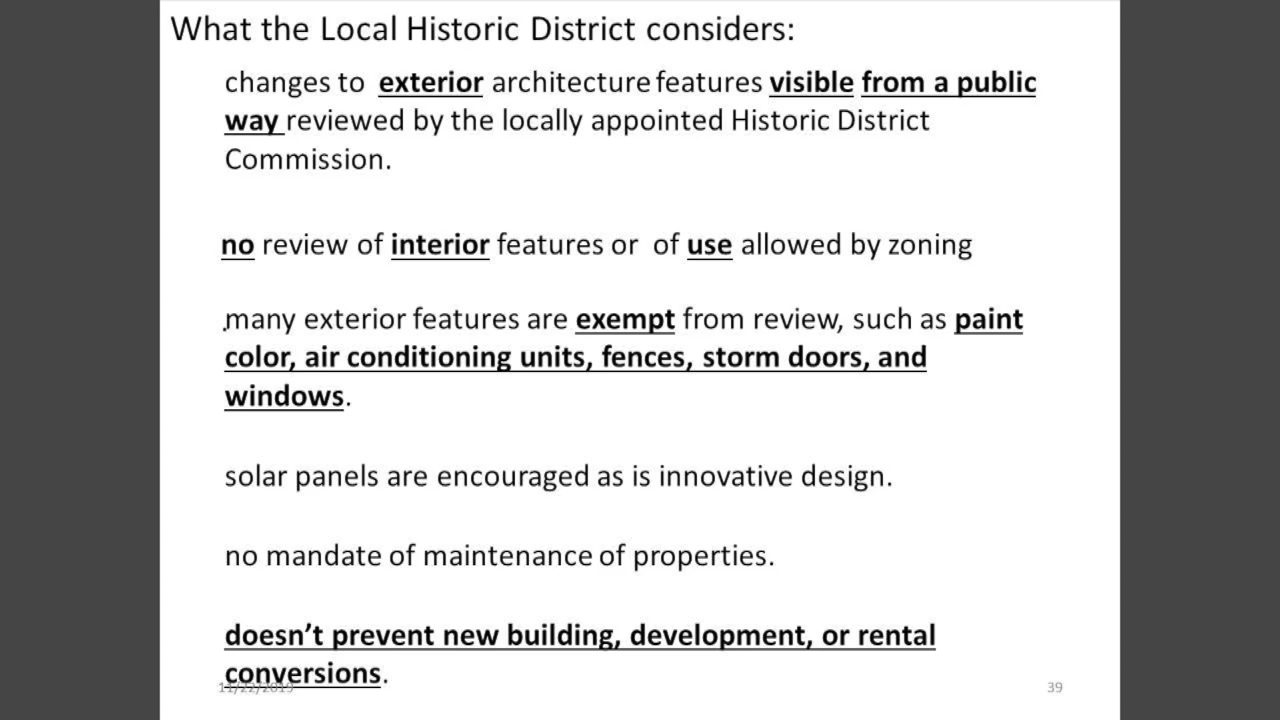 What the Local Historic District considers:
changes to exterior architecture features visible from a public
way reviewed by the locally appointed Historic District
Commission.
no review of interior features or of use allowed by zoning
.many exterior features are exempt from review, such as paint
color, air conditioning units, fences, storm doors, and
windows.
solar panels are encouraged as is innovative design.
no mandate of maintenance of properties.
doesn’t prevent new building, development, or rental
conversions.
11/22/2019
39